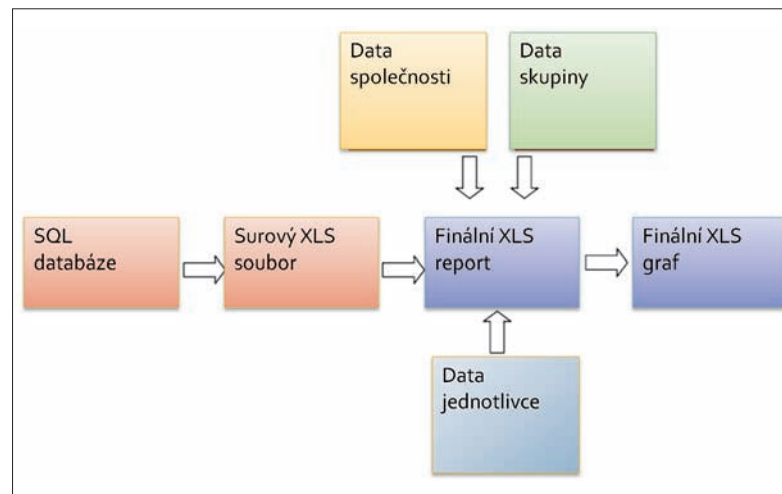 Data
společnosti
Data
skupiny
SQL
databáze
Surový XLS
soubor
Finální XLS
report
Finální XLS
graf
Data
jednotlivce